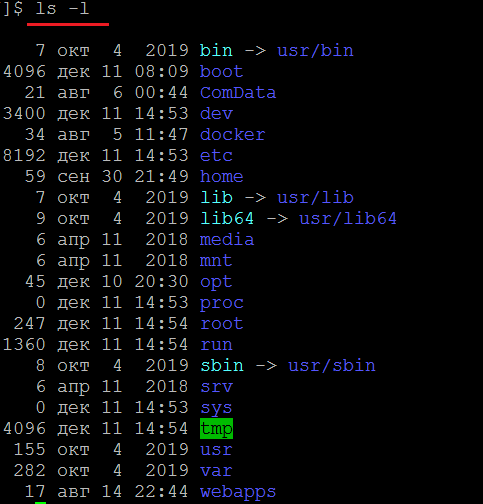 ]$ ls -l
7 окт 4 2019 bin -> usr/bin
4096 дек 11 08:09 boot
21 авг 6 00:44 ComData
3400 дек 11 14:53 dev
34 авг 5 11:47 docker
8192 дек 11 14:53 etc
59 сен 30 21:49 home
7 окт 4 2019 lib -> usr/lib
9 окт 4 2019 lib64 -> usr/lib64
6 апр 11 2018 media
6 апр 11 2018 mnt
45 дек 10 20:30 opt
0 дек 11 14:53 proc
247 дек 11 14:54 root
1360 дек 11 14:54 run
8 окт 4 2019 sbin -> usr/sbin
6 апр 11 2018 srv
0 дек 11 14:53 sys
4096 дек 11 14:54 tmp
155 окт 4 2019 usr
282 окт 4 2019 var
17 авг 14 22:44 webapps